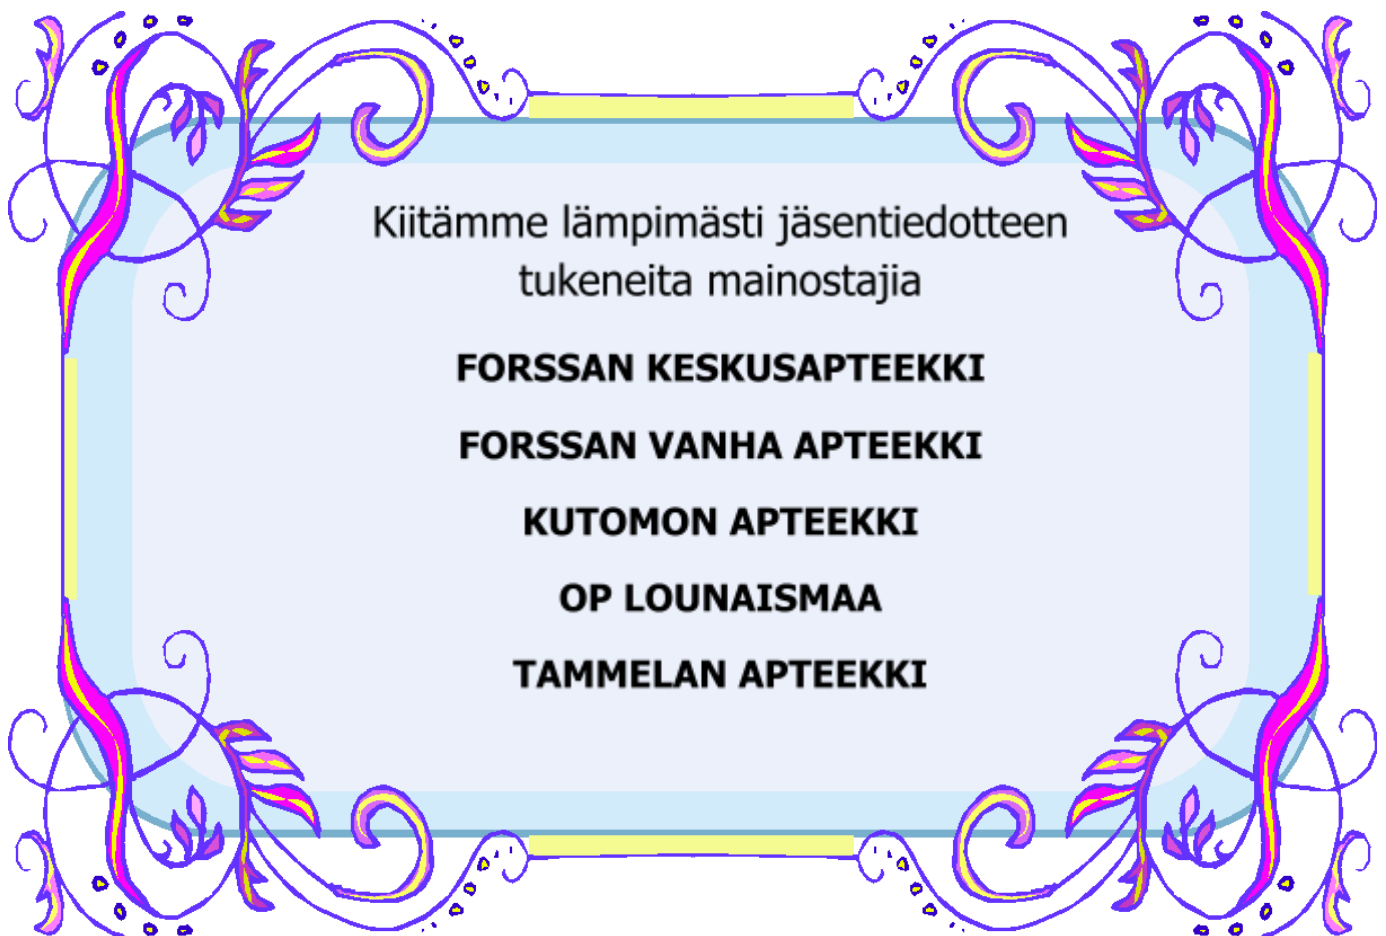 Kiitämme lämpimästi jäsentiedotteen
tukeneita mainostajia
FORSSAN KESKUSAPTEEKKI
FORSSAN VANHA APTEEKKI
KUTOMON APTEEKKI
OP LOUNAISMAA
TAMMELAN APTEEKKI